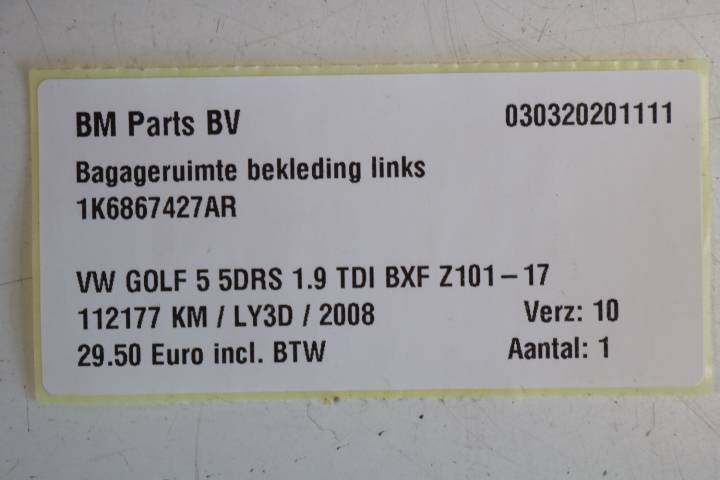 BM Parts BV 030320201111
Bagageruimte bekleding links
1K6867427AR
VW GOLF 5 5DRS 1.9 TDI BXF Z101-17
112177 KM / LY3D / 2008 Verz: 10
29.50 Euro incl. BTW Aantal: 1